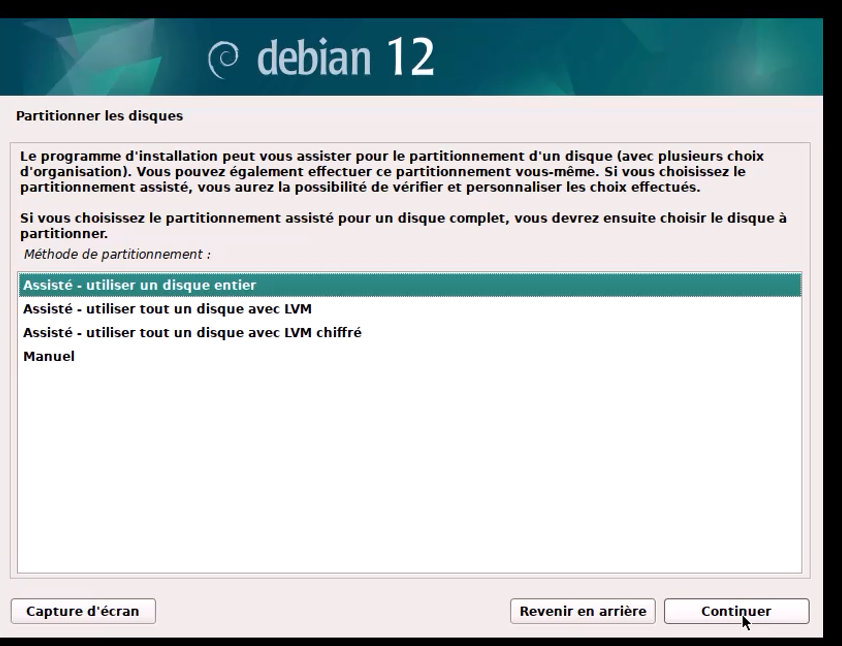 debian 12
Partitionner les disques
Le programme d'installation peut vous assister pour le partitionnement d'un disque (avec plusieurs choix
d'organisation). Vous pouvez également effectuer ce partitionnement vous-même. Si vous choisissez le
partitionnement assisté, vous aurez la possibilité de vérifier et personnaliser les choix effectués.
Si vous choisissez le partitionnement assisté pour un disque complet, vous devrez ensuite choisir le disque à
partitionner.
Méthode de partitionnement :
Assisté - utiliser un disque entier
Assisté - utiliser tout un disque avec LVM
Assisté - utiliser tout un disque avec LVM chiffré
Manuel
Capture d'écran
Revenir en arrière
Continuer